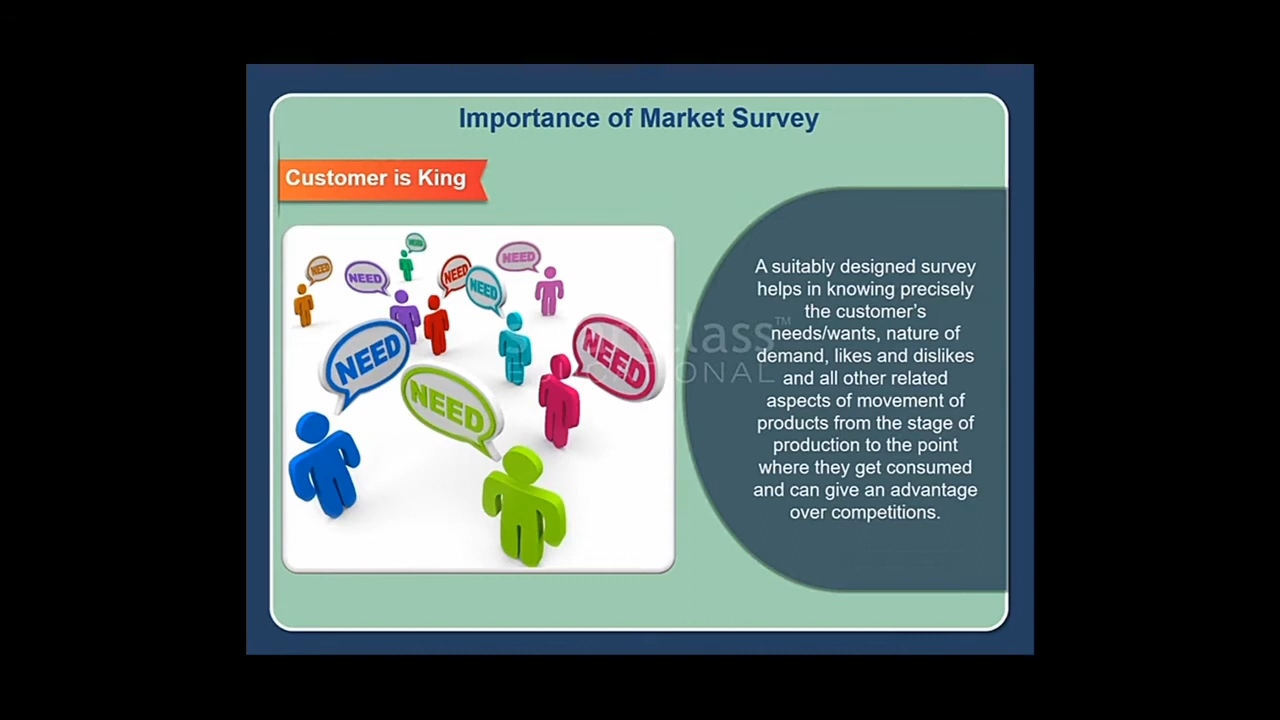 Importance of Market Survey
Customer is King
NEED
NEED
NEED
NEED
NEED
NEED
NEED
NEED
A suitably designed survey
helps in knowing precisely
the customer's
needs/wants, nature of
demand, likes and dislikes
and all other related
aspects of movement of
products from the stage of
production to the point
where they get consumed
and can give an advantage
over competitions.